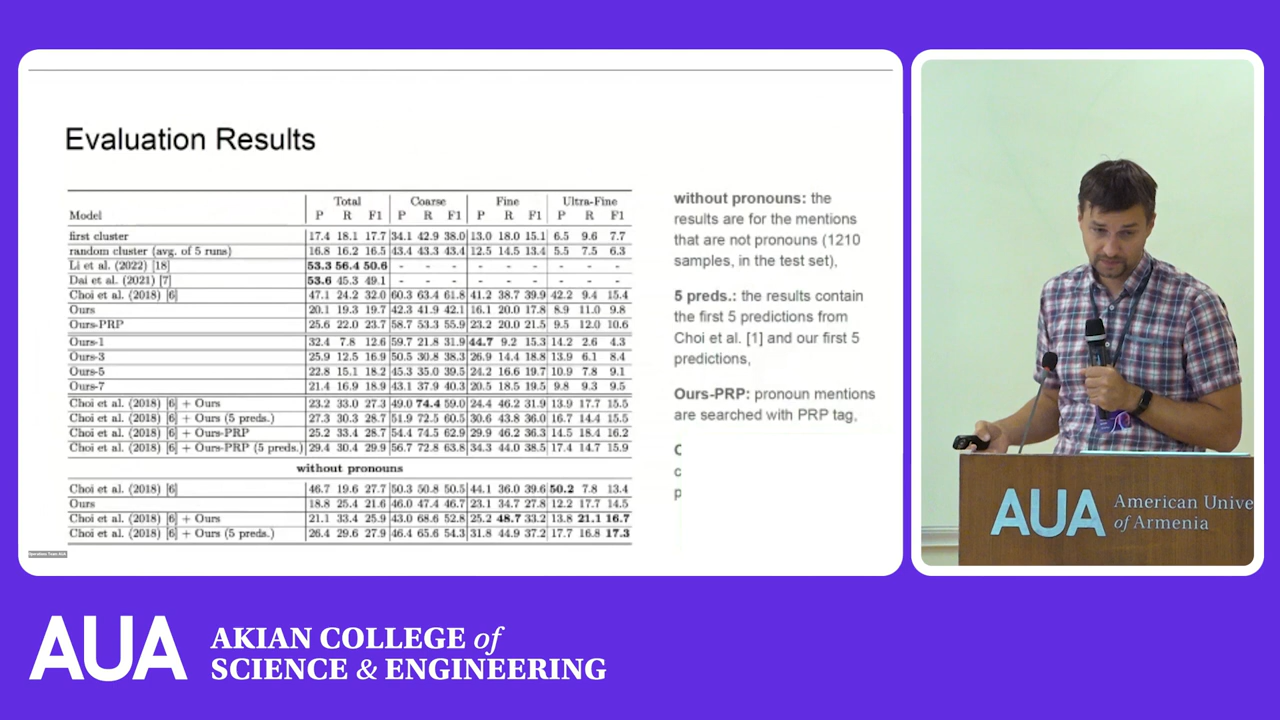 Evaluation Results
Total Coarse Fine Ultra-Fine
Model P R F1 P R F1 P R F1 P R F1
first cluster 17.4 18.1 17.7 34.1 42.9 38.0 13.0 18.0 15.1 6.5 9.6 7.7
random cluster (avg. of 5 runs) 16.8 16.2 16.5 43.4 43.3 43.4 12.5 14.5 13.4 5.5 7.5 6.3
Li et al. (2022) [18] 53.3 56.4 50.6 - - - - - - - - -
Dai et al. (2021) [7] 53.6 45.3 49.1 - - - - - - - - -
Choi et al. (2018) [6] 47.1 24.2 32.0 60.3 63.4 61.8 41.2 38.7 39.9 42.2 9.4 15.4
Ours 20.1 19.3 19.7 42.3 41.9 42.1 16.1 20.0 17.8 8.9 11.0 9.8
Ours-PRP 25.6 22.0 23.7 58.7 53.3 55.9 23.2 20.0 21.5 9.5 12.0 10.6
Ours-1 32.4 7.8 12.6 59.7 21.8 31.9 44.7 9.2 15.3 14.2 2.6 4.3
Ours-3 25.9 12.5 16.9 50.5 30.8 38.3 26.9 14.4 18.8 13.9 6.1 8.4
Ours-5 22.8 15.1 18.2 45.3 35.0 39.5 24.2 16.6 19.7 10.9 7.8 9.1
Ours-7 21.4 16.9 18.9 43.1 37.9 40.3 20.5 18.5 19.5 9.8 9.3 9.5
Choi et al. (2018) [6] + Ours 23.2 33.0 27.3 49.0 74.4 59.0 24.4 46.2 31.9 13.9 17.7 15.5
Choi et al. (2018) [6] + Ours (5 preds.) 27.3 30.3 28.7 51.9 72.5 60.5 30.6 43.8 36.0 16.7 14.4 15.5
Choi et al. (2018) [6] + Ours-PRP 25.2 33.4 28.7 54.4 74.5 62.9 29.9 46.2 36.3 14.5 18.4 16.2
Choi et al. (2018) [6] + Ours-PRP (5 preds.) 29.4 30.4 29.9 56.7 72.8 63.8 34.3 44.0 38.5 17.4 14.7 15.9
without pronouns
Choi et al. (2018) [6] 46.7 19.6 27.7 50.3 50.8 50.5 44.1 36.0 39.6 50.2 7.8 13.4
Ours 18.8 25.4 21.6 46.0 47.4 46.7 23.1 34.7 27.8 12.2 17.7 14.5
Choi et al. (2018) [6] + Ours 21.1 33.4 25.9 43.0 68.6 52.8 25.2 48.7 33.2 13.8 21.1 16.7
Choi et al. (2018) [6] + Ours (5 preds.) 26.4 29.6 27.9 46.4 65.6 54.3 31.8 44.9 37.2 17.7 16.8 17.3
without pronouns: the
results are for the mentions
that are not pronouns (1210
samples, in the test set),
5 preds.: the results contain
the first 5 predictions from
Choi et al. [1] and our first 5
predictions,
Ours-PRP: pronoun mentions
are searched with PRP tag,
C
c
p
Operations Team AUA
AUA American Unive
of Armenia
AUA AKIAN COLLEGE of
SCIENCE & ENGINEERING